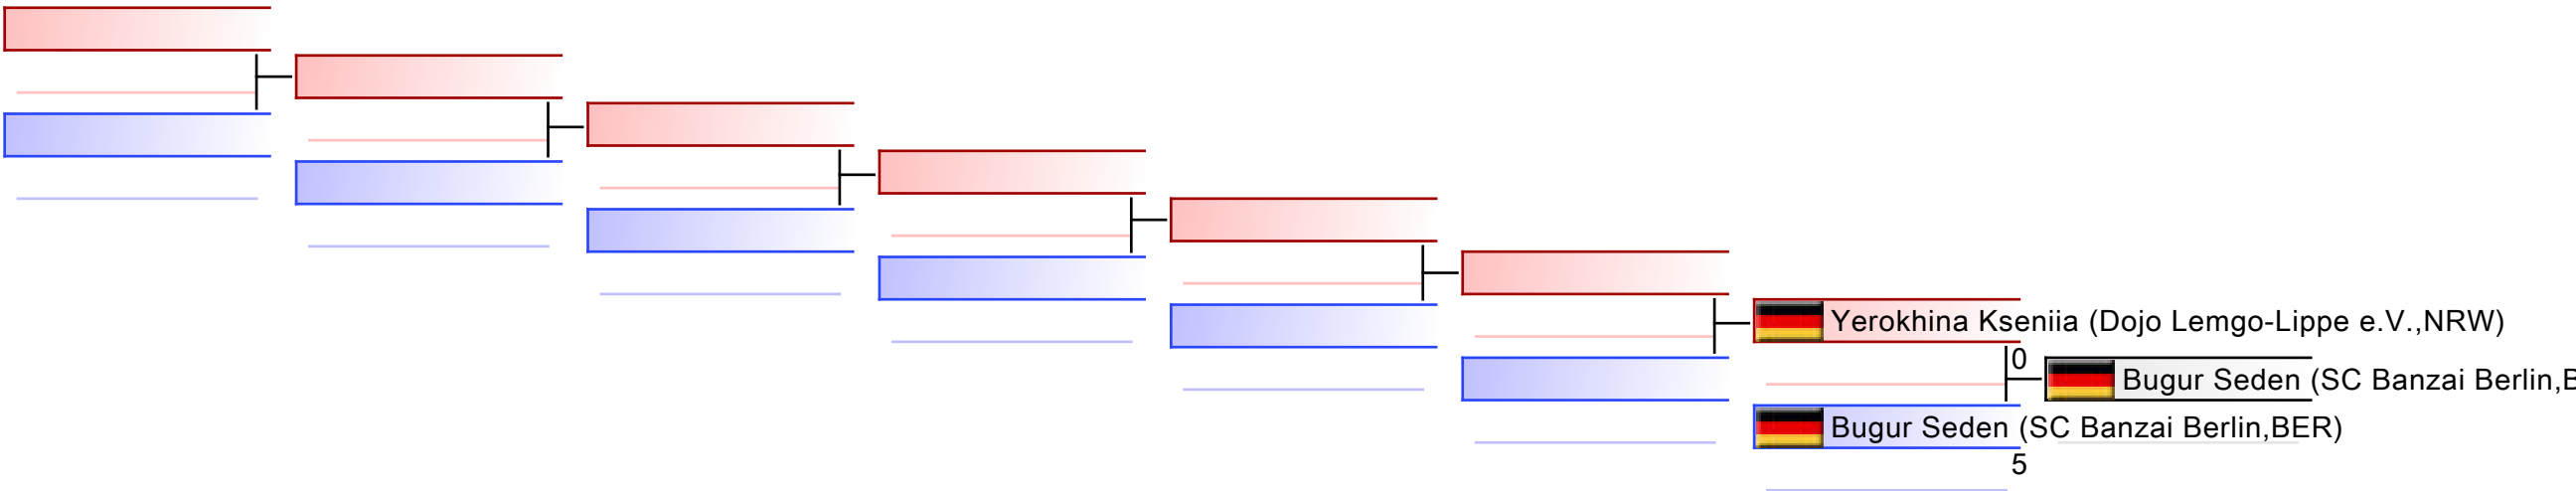 Yerokhina Kseniia (Dojo Lemgo-Lippe e.V.,NRW)
0
Bugur Seden (SC Banzai Berlin,B
Bugur Seden (SC Banzai Berlin,BER)
5